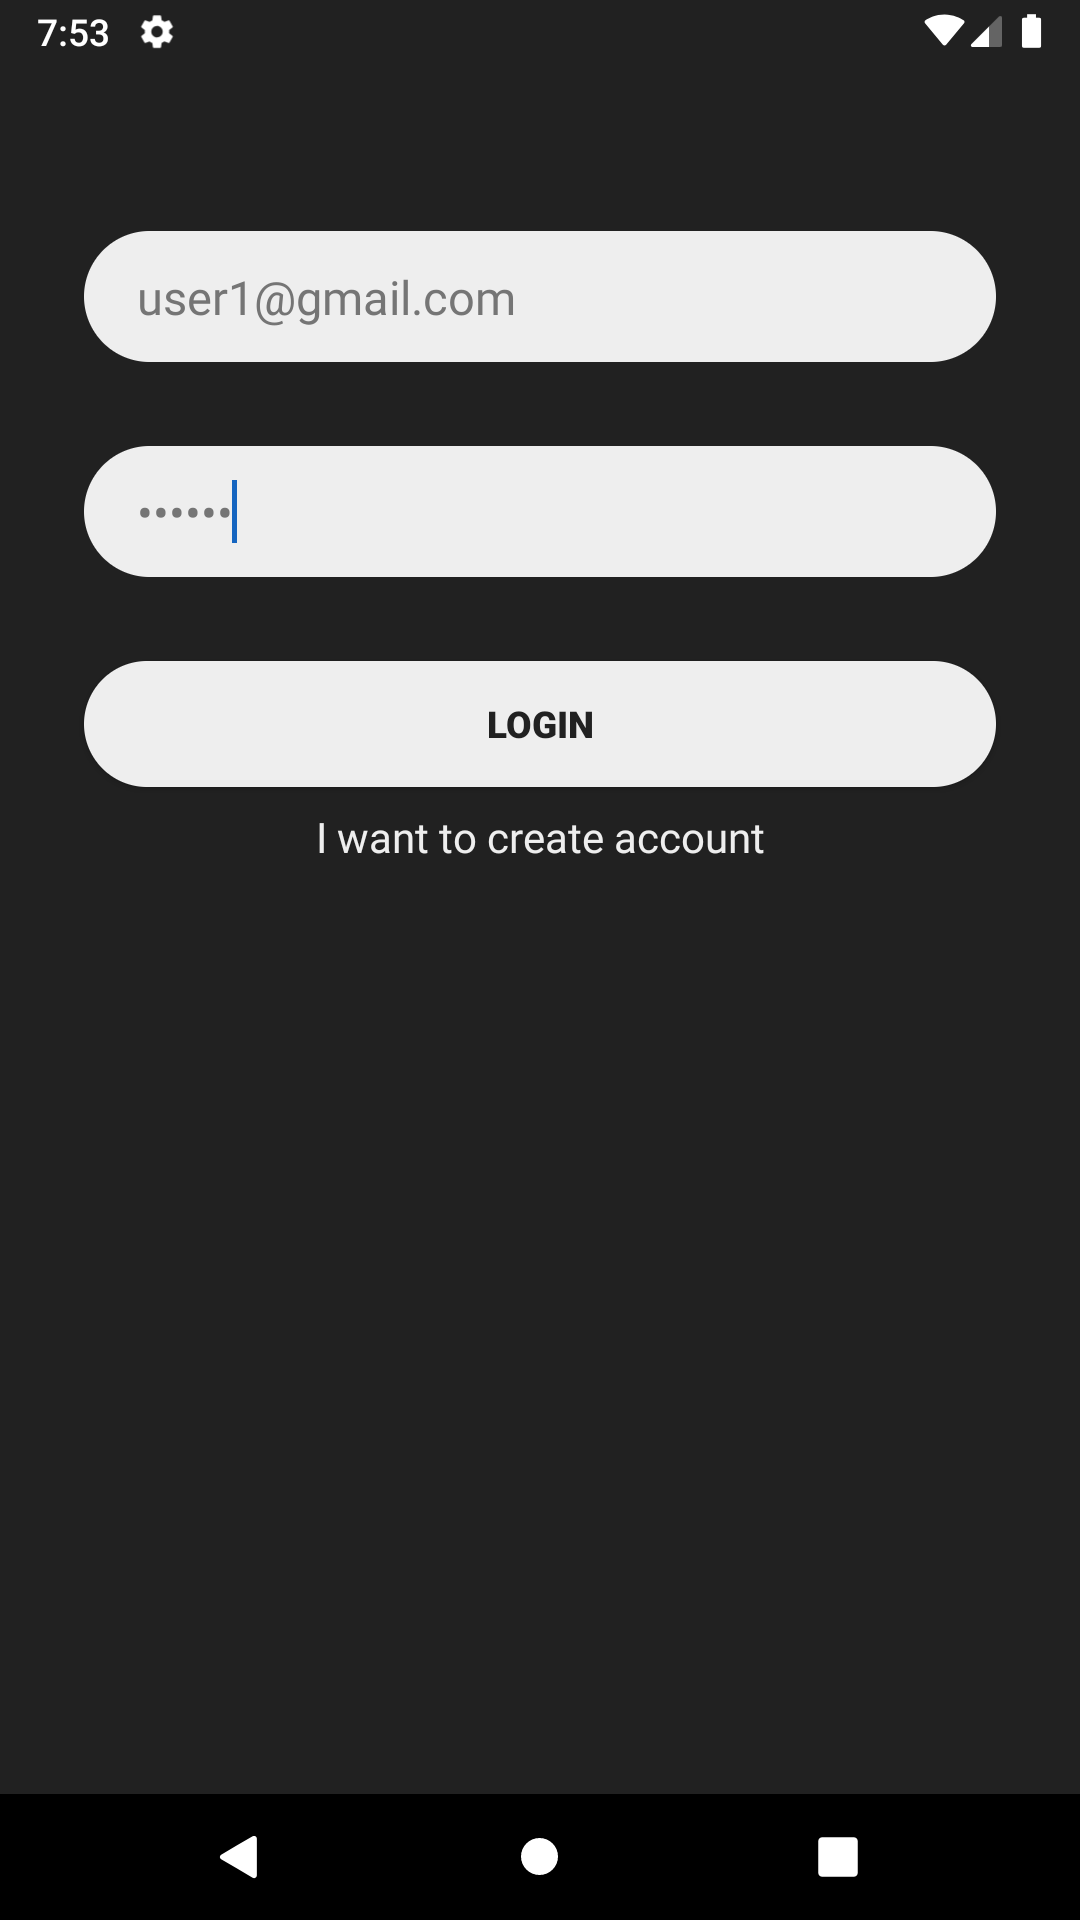 7:53
user1@gmail.com
••••••
LOGIN
I want to create account